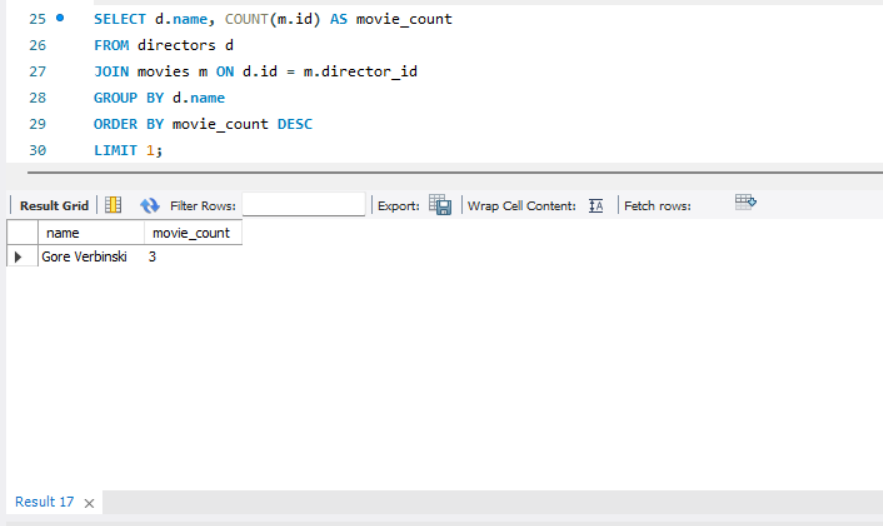 25 SELECT d.name, COUNT(m.id) AS movie_count
26 FROM directors d
27 JOIN movies m ON d.id = m.director_id
28 GROUP BY d.name
29 ORDER BY movie_count DESC
30 LIMIT 1;
Result Grid Filter Rows: Export: Wrap Cell Content: IA Fetch rows:
name movie_count
Gore Verbinski 3
Result 17 ×